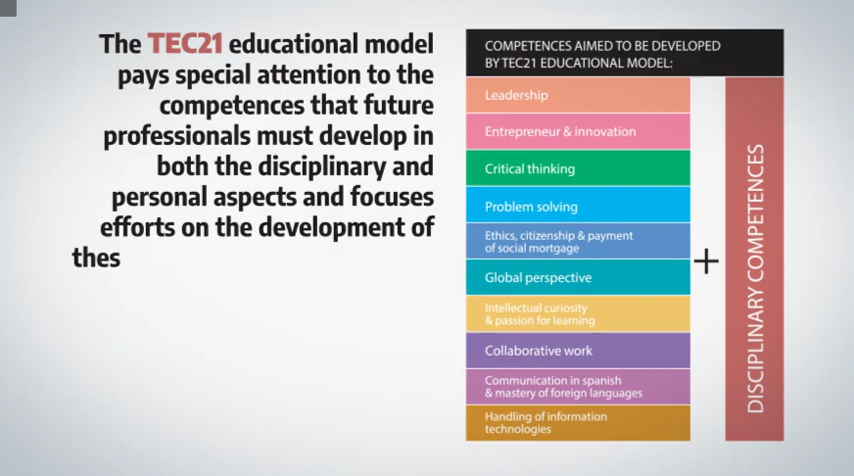 The TEC21 educational model
pays special attention to the
competences that future
professionals must develop in
both the disciplinary and
personal aspects and focuses
efforts on the development of
thes
COMPETENCES AIMED TO BE DEVELOPED
BY TEC21 EDUCATIONAL MODEL:
Leadership
Entrepreneur & innovation
Critical thinking
Problem solving
Ethics, citizenship & payment
of social mortgage
Global perspective
Intellectual curiosity
& passion for learning
Collaborative work
Communication in spanish
& mastery of foreign languages
Handling of information
technologies
+
DISCIPLINARY COMPETENCES